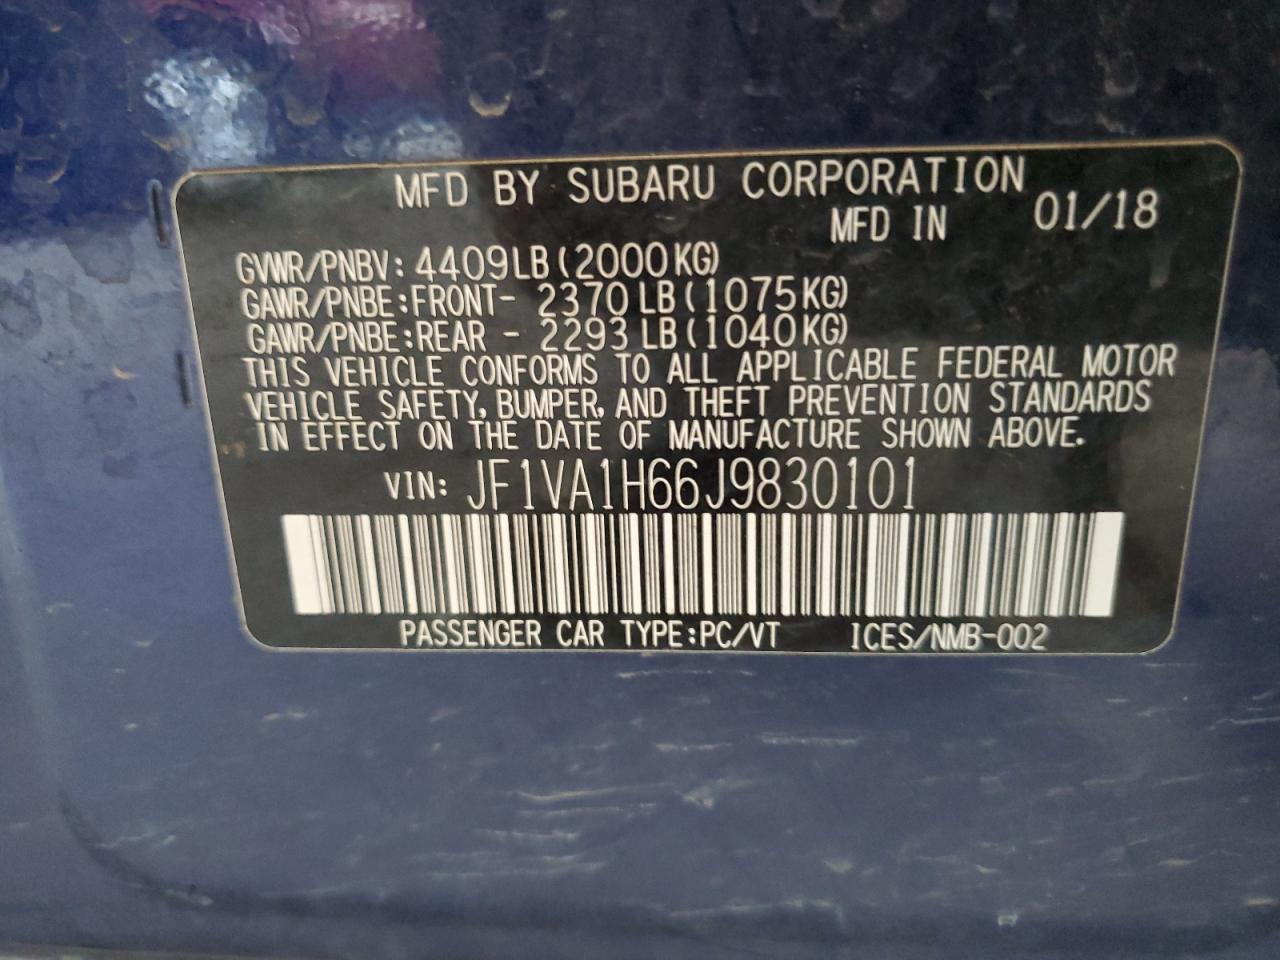 MFD BY SUBARU CORPORATION
MFD IN 01/18
GVWR/PNBV: 4409LB(2000KG)
GAWR/PNBE:FRONT- 2370LB(1075KG)
GAWR/PNBE:REAR - 2293LB(1040KG)
THIS VEHICLE CONFORMS TO ALL APPLICABLE FEDERAL MOTOR
VEHICLE SAFETY, BUMPER, AND THEFT PREVENTION STANDARDS
IN EFFECT ON THE DATE OF MANUFACTURE SHOWN ABOVE.
VIN: JF1VA1H66J9830101
PASSENGER CAR TYPE:PC/VT ICES/NMB-002